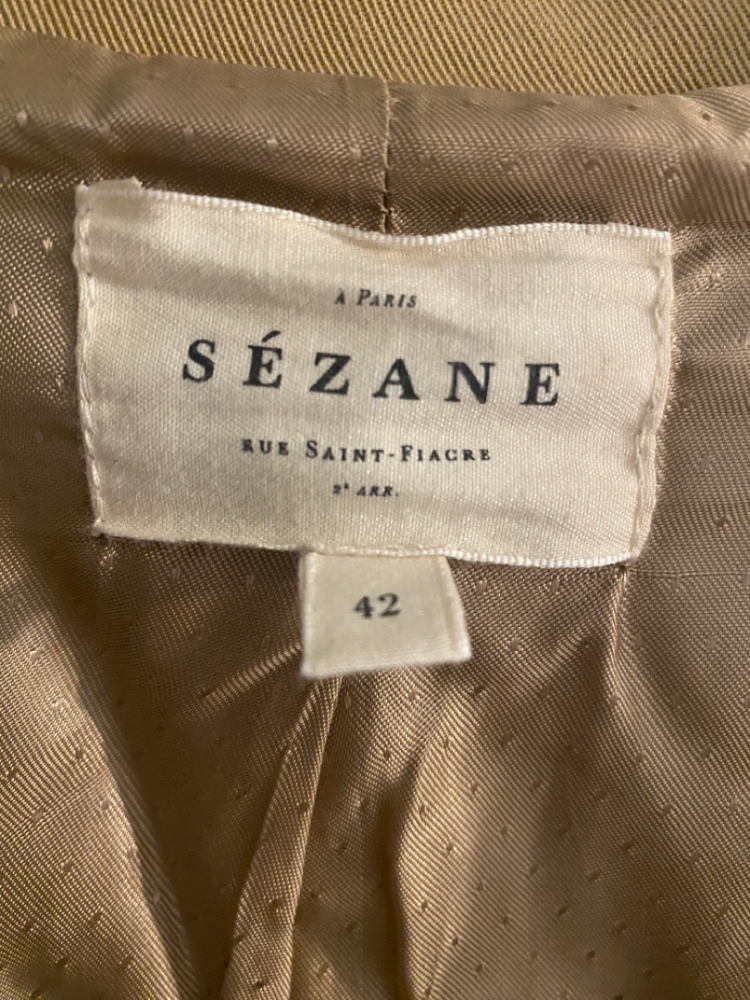 À PARIS
SÉZANE
RUE SAINT-FIACRE
2ᵉ ARR.
42